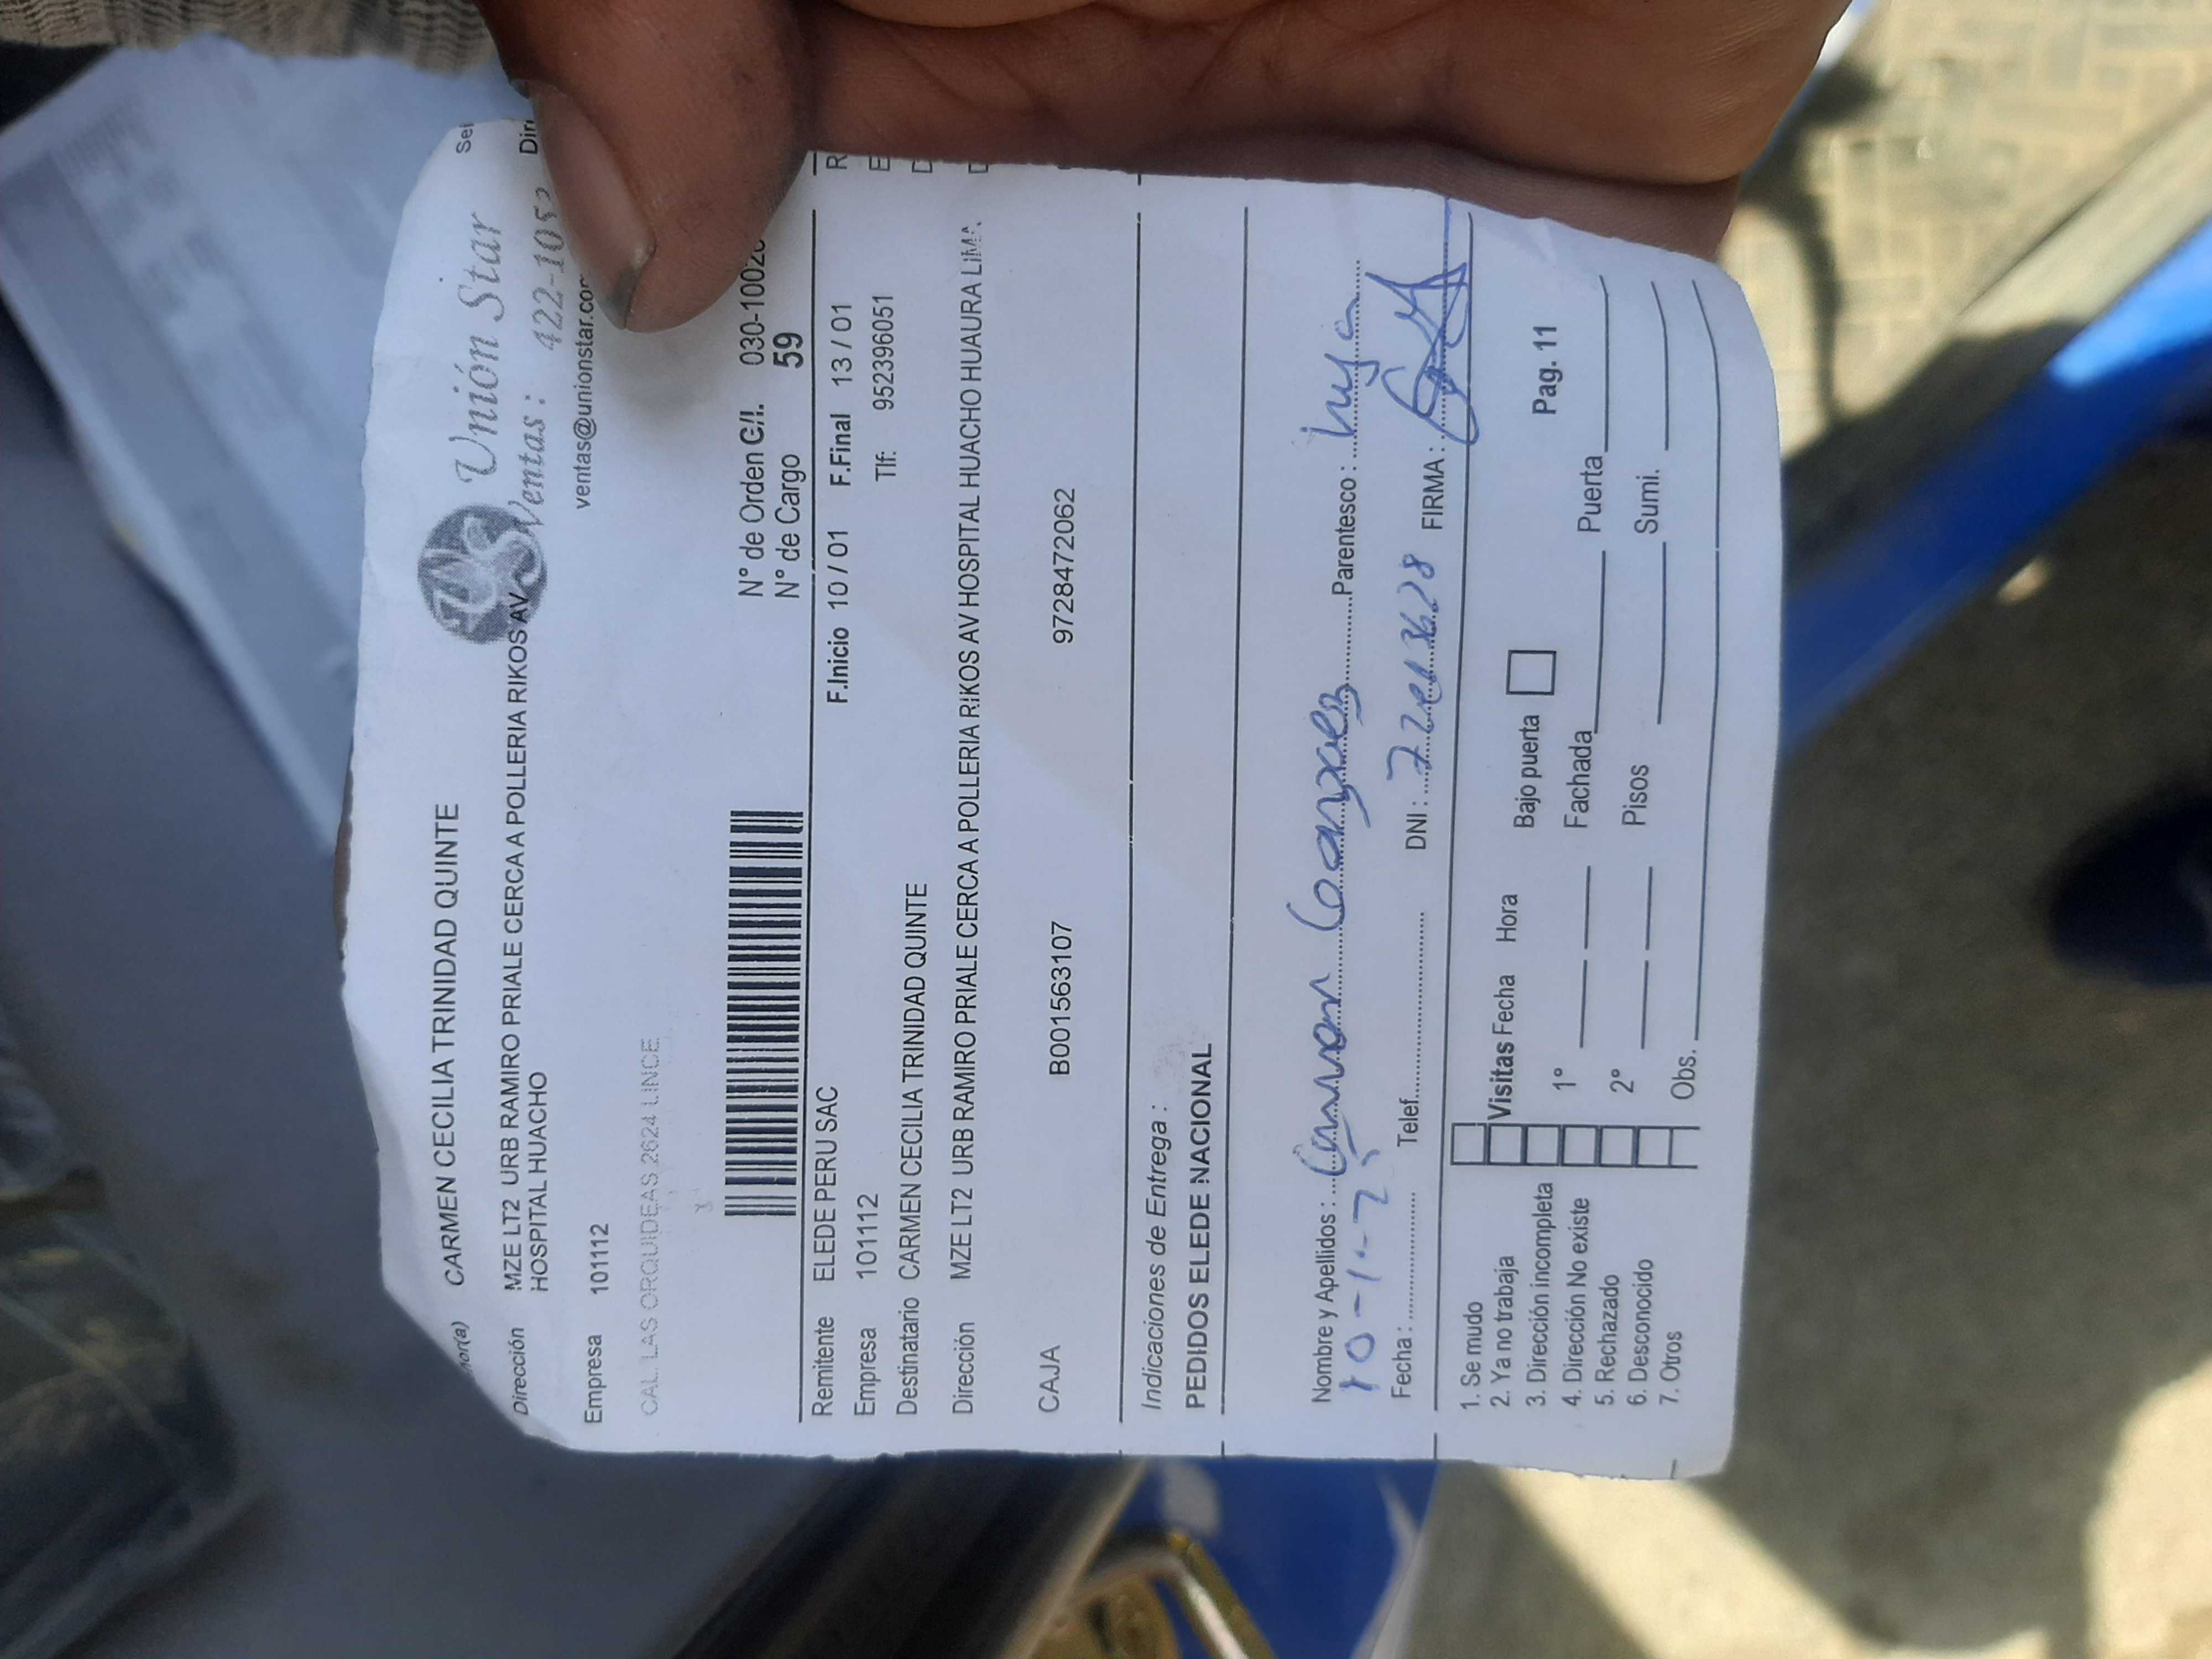 CARMEN CECILIA TRINIDAD QUINTE
Dirección MZE LT2 URB RAMIRO PRIALE CERCA A POLLERIA RIKOS AV
HOSPITAL HUACHO
Empresa 101112
CAL. LAS ORQUIDEAS 2624 LINCE
Unión Star
Ventas: 422-105
ventas@unionstar.com
N° de Orden C/I. 030-1002
N° de Cargo 59
Remitente ELEDE PERU SAC F.Inicio 10 / 01 F.Final 13 / 01
Empresa 101112 Tlf: 952396051
Destinatario CARMEN CECILIA TRINIDAD QUINTE
Dirección MZE LT2 URB RAMIRO PRIALE CERCA A POLLERIA RIKOS AV HOSPITAL HUACHO HUAURA LIMA
CAJA B001563107 9728472062
Indicaciones de Entrega :
PEDIDOS ELEDE NACIONAL
Nombre y Apellidos : Parentesco : hija
Fecha : Telef. DNI : FIRMA :
1. Se mudo
2. Ya no trabaja
3. Dirección incompleta
4. Dirección No existe
5. Rechazado
6. Desconocido
7. Otros
Visitas Fecha Hora Bajo puerta Pag. 11
1° Fachada Puerta
2° Pisos Sumi.
Obs.